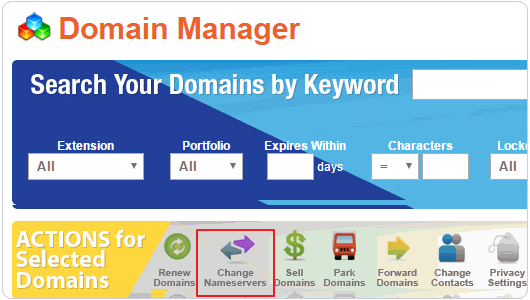 Domain Manager
Search Your Domains by Keyword
Extension Portfolio Expires Within Characters
All All days = All
ACTIONS for
Selected
Domains
Renew Domains
Change Nameservers
Sell Domains
Park Domains
Forward Domains
Change Contacts
Privacy Settings